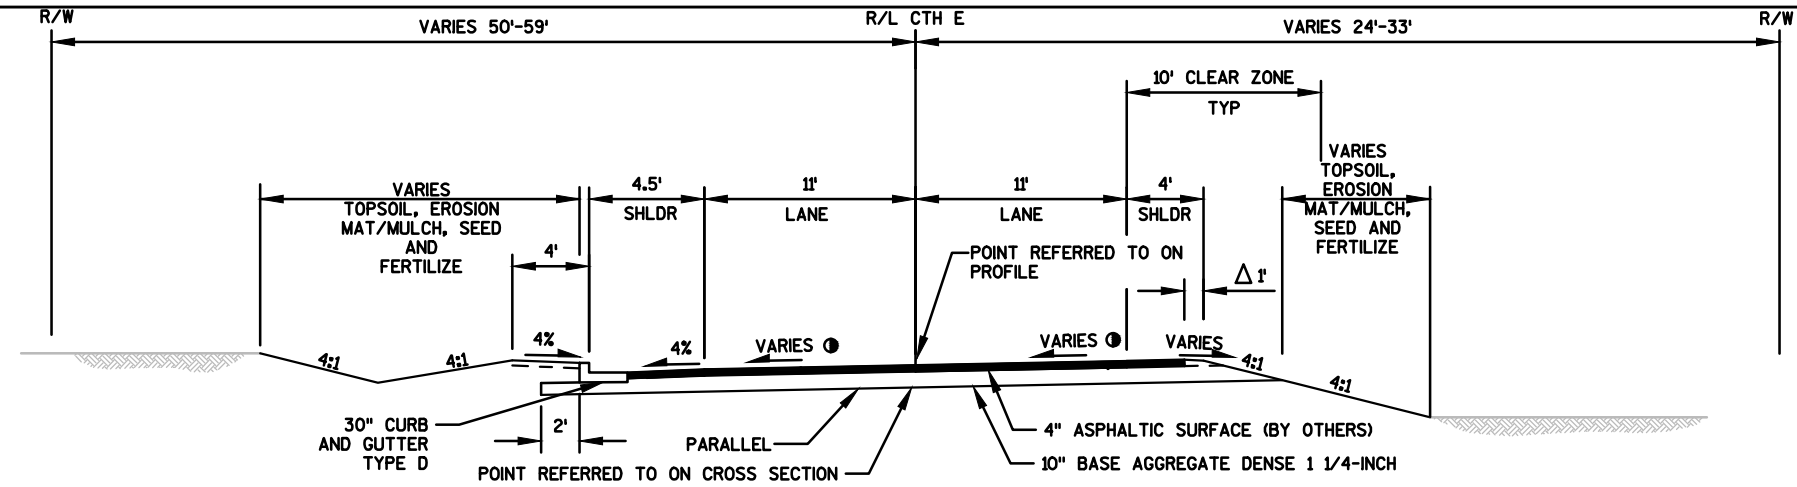 R/W
R/L CTH E
R/W
VARIES 50'-59'
VARIES 24'-33'
10' CLEAR ZONE
TYP
VARIES
TOPSOIL, EROSION
MAT/MULCH, SEED
AND
FERTILIZE
4.5'
SHLDR
11'
LANE
11'
LANE
4'
SHLDR
VARIES
TOPSOIL,
EROSION
MAT/MULCH,
SEED AND
FERTILIZE
4'
POINT REFERRED TO ON
PROFILE
△ 1'
4:1
4:1
4%
4%
VARIES
VARIES
VARIES
4:1
4:1
30" CURB
AND GUTTER
TYPE D
2'
PARALLEL
POINT REFERRED TO ON CROSS SECTION
4" ASPHALTIC SURFACE (BY OTHERS)
10" BASE AGGREGATE DENSE 1 1/4-INCH